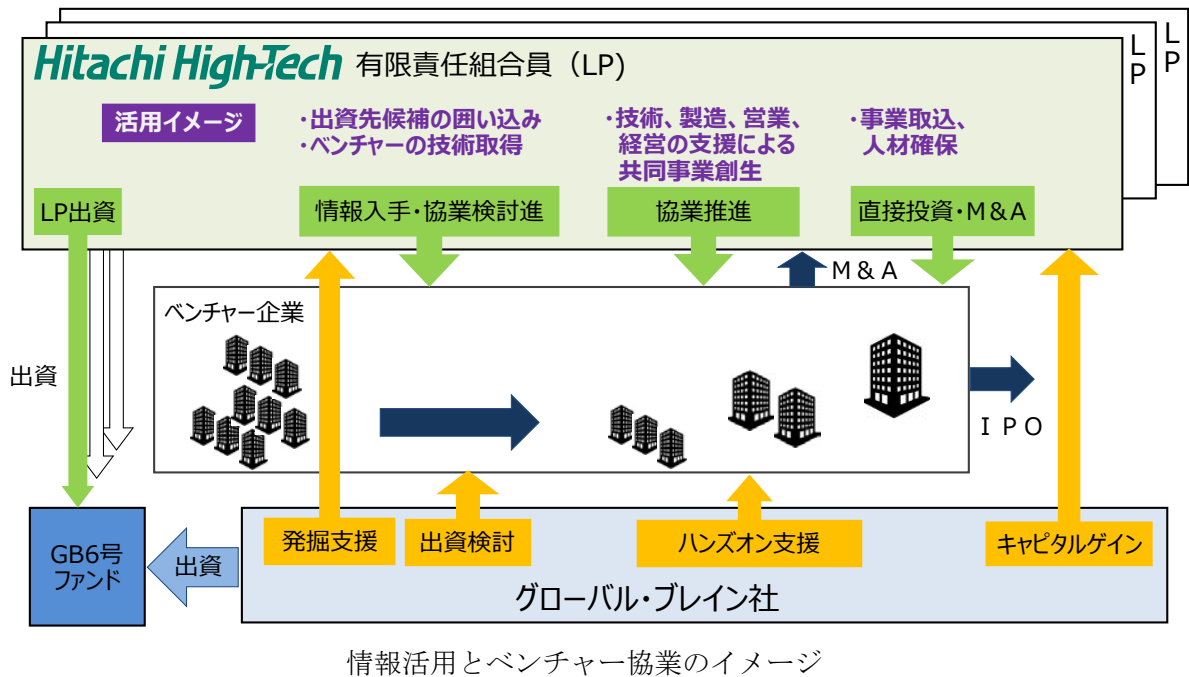 LP
LP
Hitachi High-Tech 有限責任組合員（LP)
活用イメージ
・出資先候補の囲い込み
・ベンチャーの技術取得
・技術、製造、営業、
経営の支援による
共同事業創生
・事業取込、
人材確保
LP出資
情報入手・協業検討進
協業推進
直接投資・M＆A
M＆A
ベンチャー企業
出資
IPO
GB6号
ファンド
出資
発掘支援
出資検討
ハンズオン支援
キャピタルゲイン
グローバル・ブレイン社
情報活用とベンチャー協業のイメージ